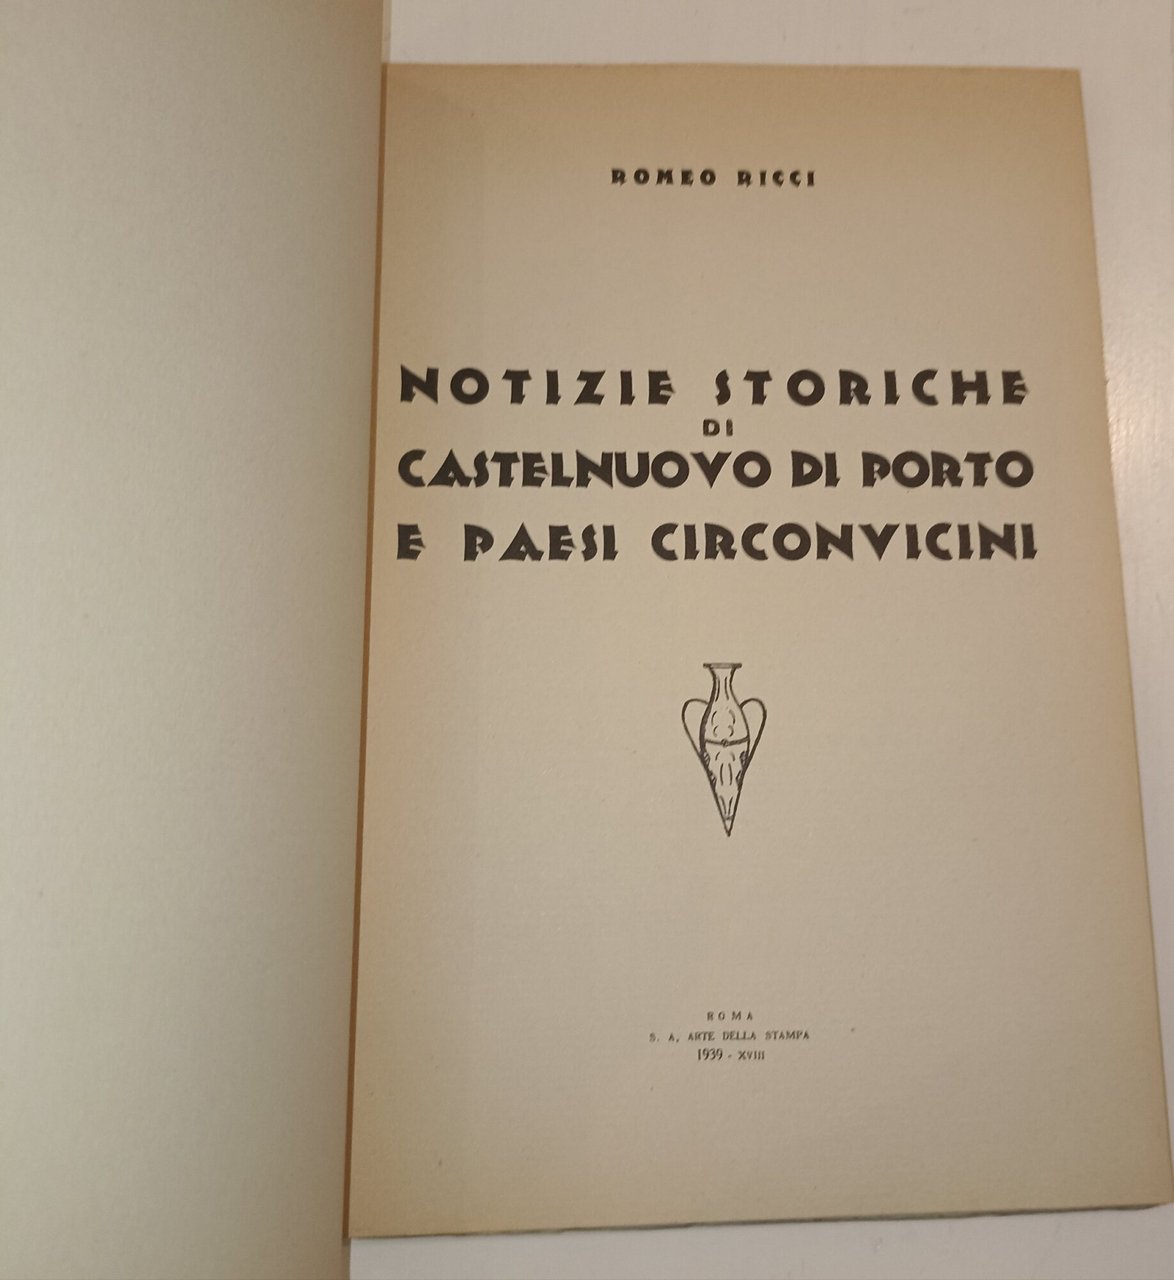 ROMEO RICCI
NOTIZIE STORICHE
DI
CASTELNUOVO DI PORTO
E PAESI CIRCONVICINI
ROMA
S. A. ARTE DELLA STAMPA
1939 - XVIII